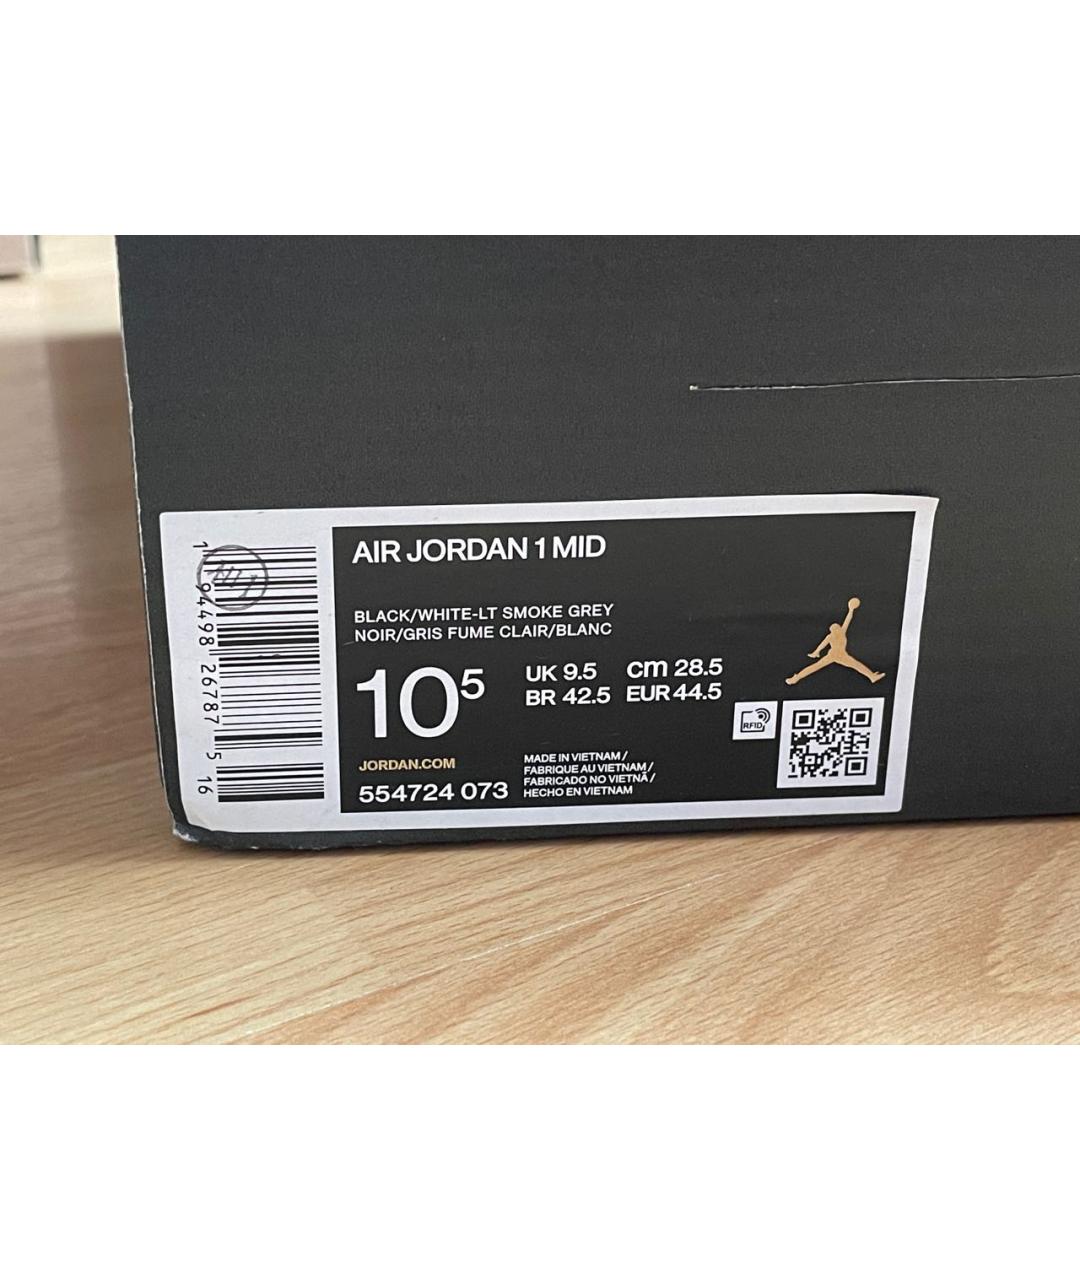 AIR JORDAN 1 MID
BLACK/WHITE-LT SMOKE GREY
NOIR/GRIS FUME CLAIR/BLANC
10⁵
UK 9.5 cm 28.5
BR 42.5 EUR 44.5
RFID
JORDAN.COM
554724 073
MADE IN VIETNAM /
FABRIQUE AU VIETNAM /
FABRICADO NO VIETNÃ /
HECHO EN VIETNAM
1 94498 26787 5 16